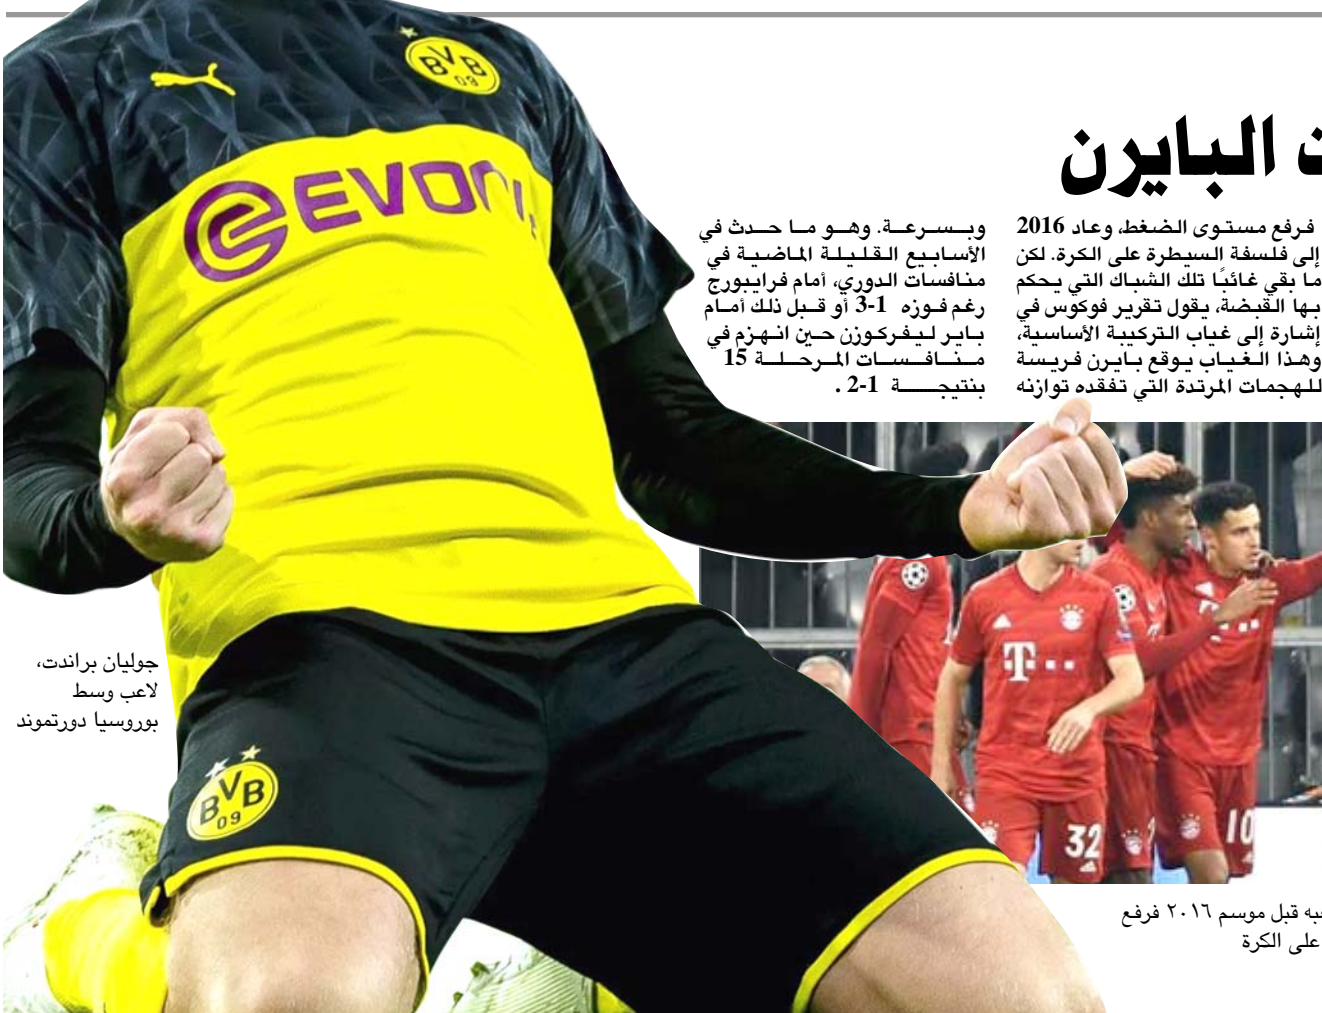 ت البايرن
2016 فرفع مستوى الضغط، وعاد
إلى فلسفة السيطرة على الكرة. لكن
ما بقي غائبًا تلك الشباك التي يحكم
بها القبضة، يقول تقرير فوكوس في
إشارة إلى غياب التركيبة الأساسية،
وهذا الغياب يوقع بايرن فريسة
للهجمات المرتدة التي تفقده توازنه
وبسرعة. وهو ما حدث في
الأسابيع القليلة الماضية في
منافسات الدوري، أمام فرايبورج
رغم فوزه 1-3 أو قبل ذلك أمام
باير ليفركوزن حين انهزم في
منافسات المرحلة 15
بنتيجة 1-2 .
BVB
09
EVONI
جوليان براندت،
لاعب وسط
بوروسيا دورتموند
BVB
09
T
32
10
قبل موسم ٢٠١٦ فرفع
على الكرة